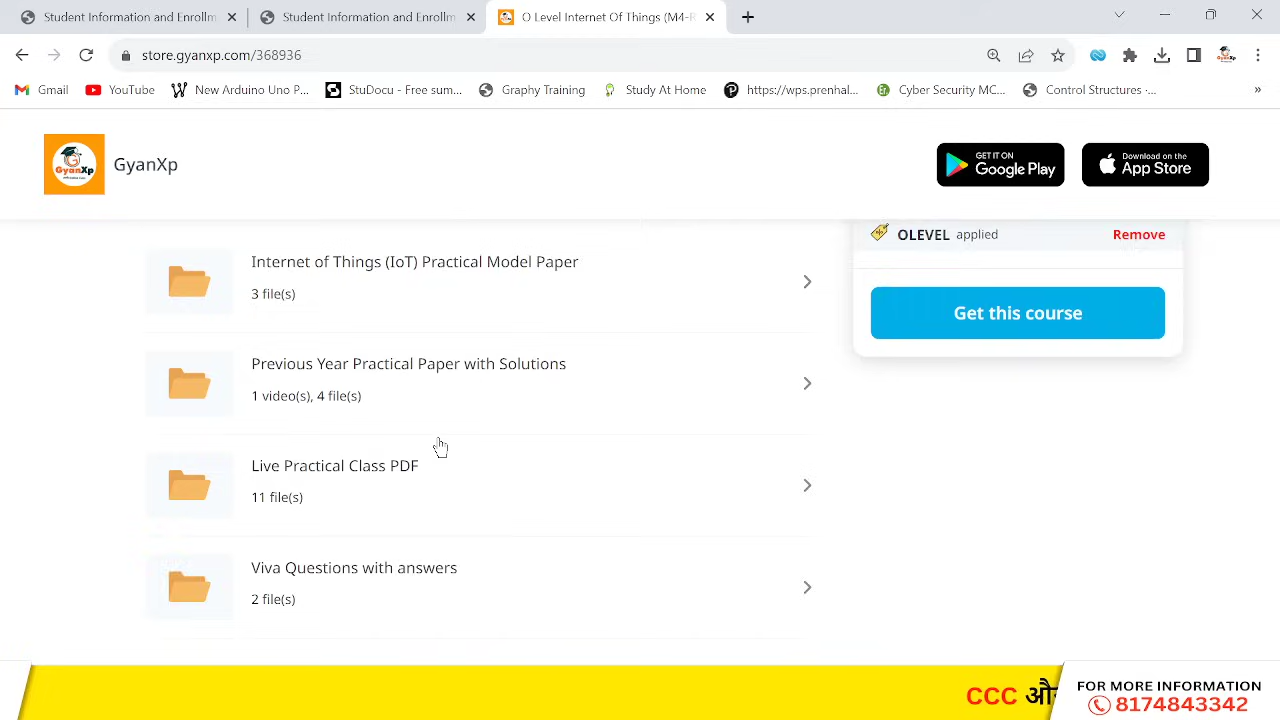 Student Information and Enrollm
Student Information and Enrollm
O Level Internet Of Things (M4-R
store.gyanxp.com/368936
Gmail
YouTube
New Arduino Uno P...
StuDocu - Free sum...
Graphy Training
Study At Home
https://wps.prenhal...
Cyber Security MC...
Control Structures -...
»
GyanXp
GyanXp
GET IT ON
Google Play
Download on the
App Store
OLEVEL applied
Remove
Internet of Things (IoT) Practical Model Paper
3 file(s)
Get this course
Previous Year Practical Paper with Solutions
1 video(s), 4 file(s)
Live Practical Class PDF
11 file(s)
Viva Questions with answers
2 file(s)
CCC
FOR MORE INFORMATION
8174843342